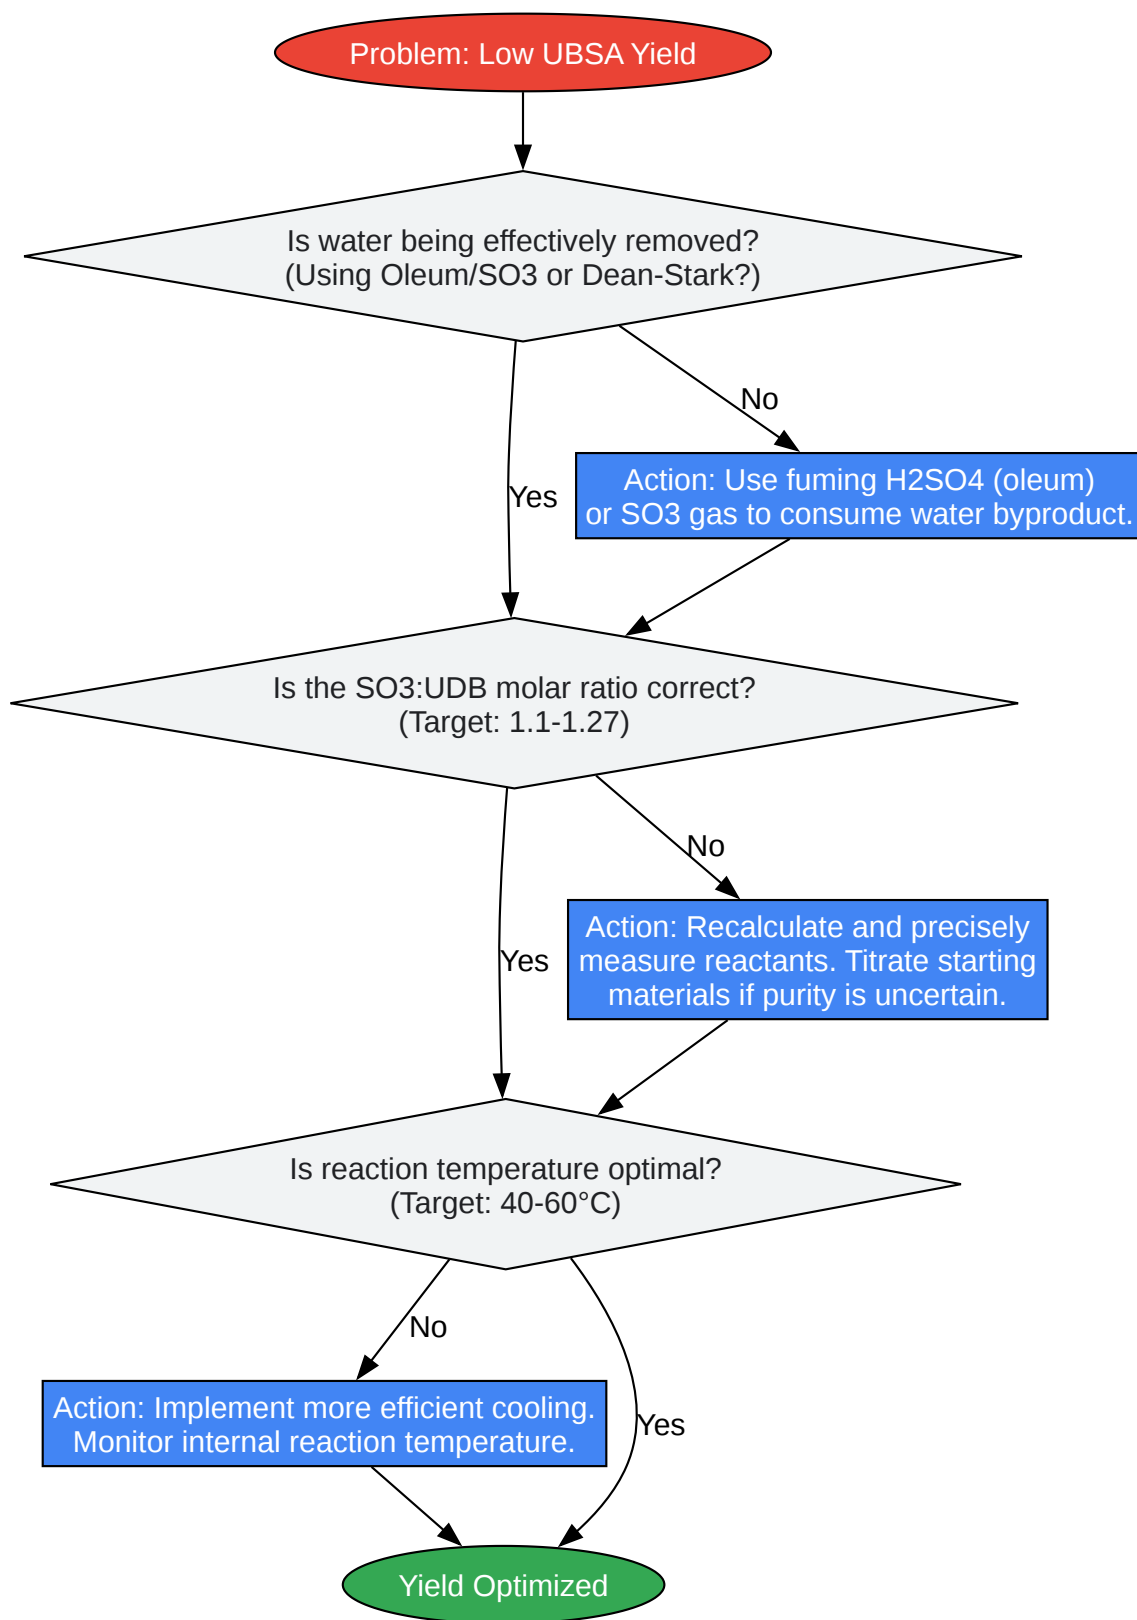 Problem: Low UBSA Yield
Is water being effectively removed?
(Using Oleum/SO3 or Dean-Stark?)
No
Action: Use fuming H2SO4 (oleum)
or SO3 gas to consume water byproduct.
Yes
Is the SO3:UDB molar ratio correct?
(Target: 1.1-1.27)
No
Action: Recalculate and precisely
measure reactants. Titrate starting
materials if purity is uncertain.
Yes
Is reaction temperature optimal?
(Target: 40-60°C)
No
Action: Implement more efficient cooling.
Monitor internal reaction temperature.
Yes
Yield Optimized